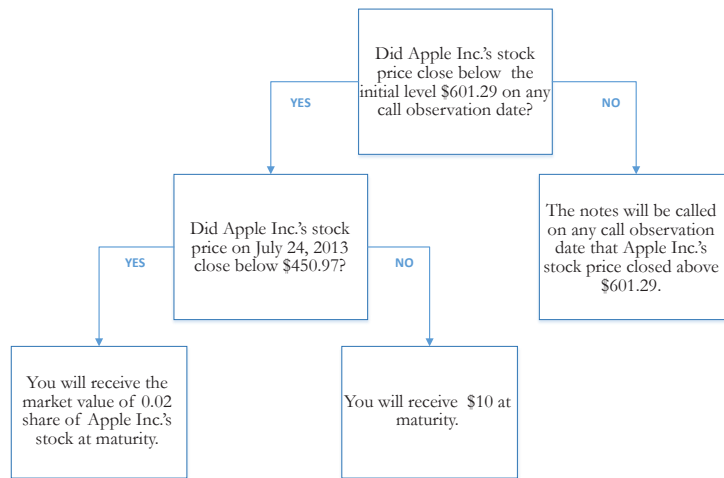 Did Apple Inc.'s stock
price close below the
initial level $601.29 on any
call observation date?
YES
NO
Did Apple Inc.'s stock
price on July 24, 2013
close below $450.97?
The notes will be called
on any call observation
date that Apple Inc.'s
stock price closed above
$601.29.
YES
NO
You will receive the
market value of 0.02
share of Apple Inc.'s
stock at maturity.
You will receive $10 at
maturity.